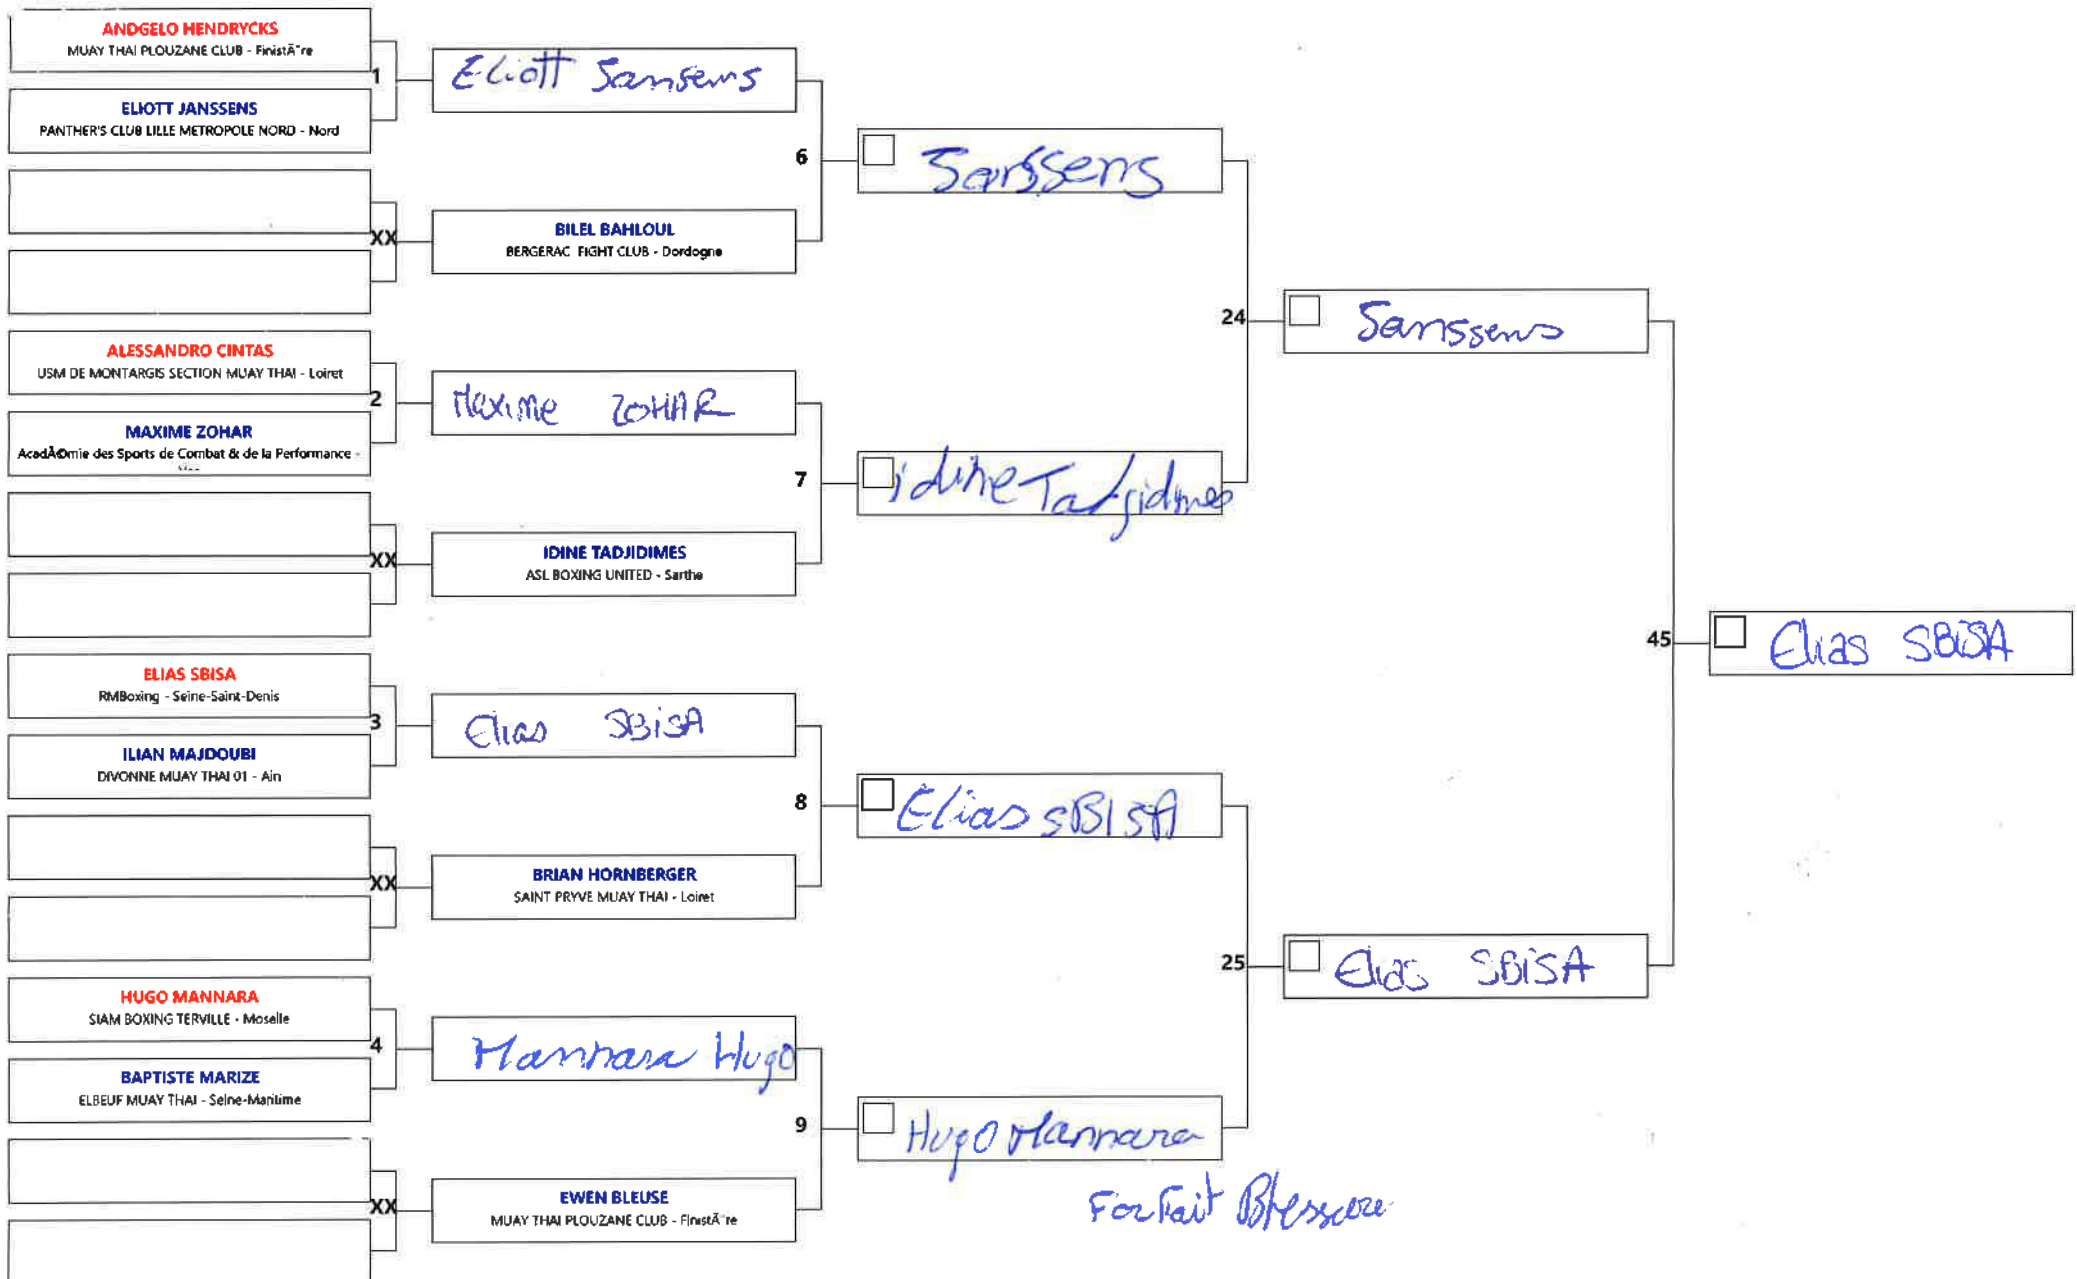 ANDGELO HENDRYCKS
MUAY THAI PLOUZANE CLUB - FinistÃ¨re
1
Eliott Jansens
ELIOTT JANSSENS
PANTHER'S CLUB LILLE METROPOLE NORD - Nord
6
Janssens
XX
BILEL BAHLOUL
BERGERAC FIGHT CLUB - Dordogne
24
Janssens
ALESSANDRO CINTAS
USM DE MONTARGIS SECTION MUAY THAI - Loiret
2
Maxime ZOHAR
MAXIME ZOHAR
AcadÃ©mie des Sports de Combat & de la Performance -
7
idine Tadjidimes
XX
IDINE TADJIDIMES
ASL BOXING UNITED - Sarthe
45
Elias SBiSA
ELIAS SBISA
RMBoxing - Seine-Saint-Denis
3
Elias SBiSA
ILIAN MAJDOUBI
DIVONNE MUAY THAI 01 - Ain
8
Elias SBISA
XX
BRIAN HORNBERGER
SAINT PRYVE MUAY THAI - Loiret
25
Elias SBiSA
HUGO MANNARA
SIAM BOXING TERVILLE - Moselle
4
Mannara Hugo
BAPTISTE MARIZE
ELBEUF MUAY THAI - Seine-Maritime
9
Hugo Mannara
XX
EWEN BLEUSE
MUAY THAI PLOUZANE CLUB - FinistÃ¨re
Forfait Blessure